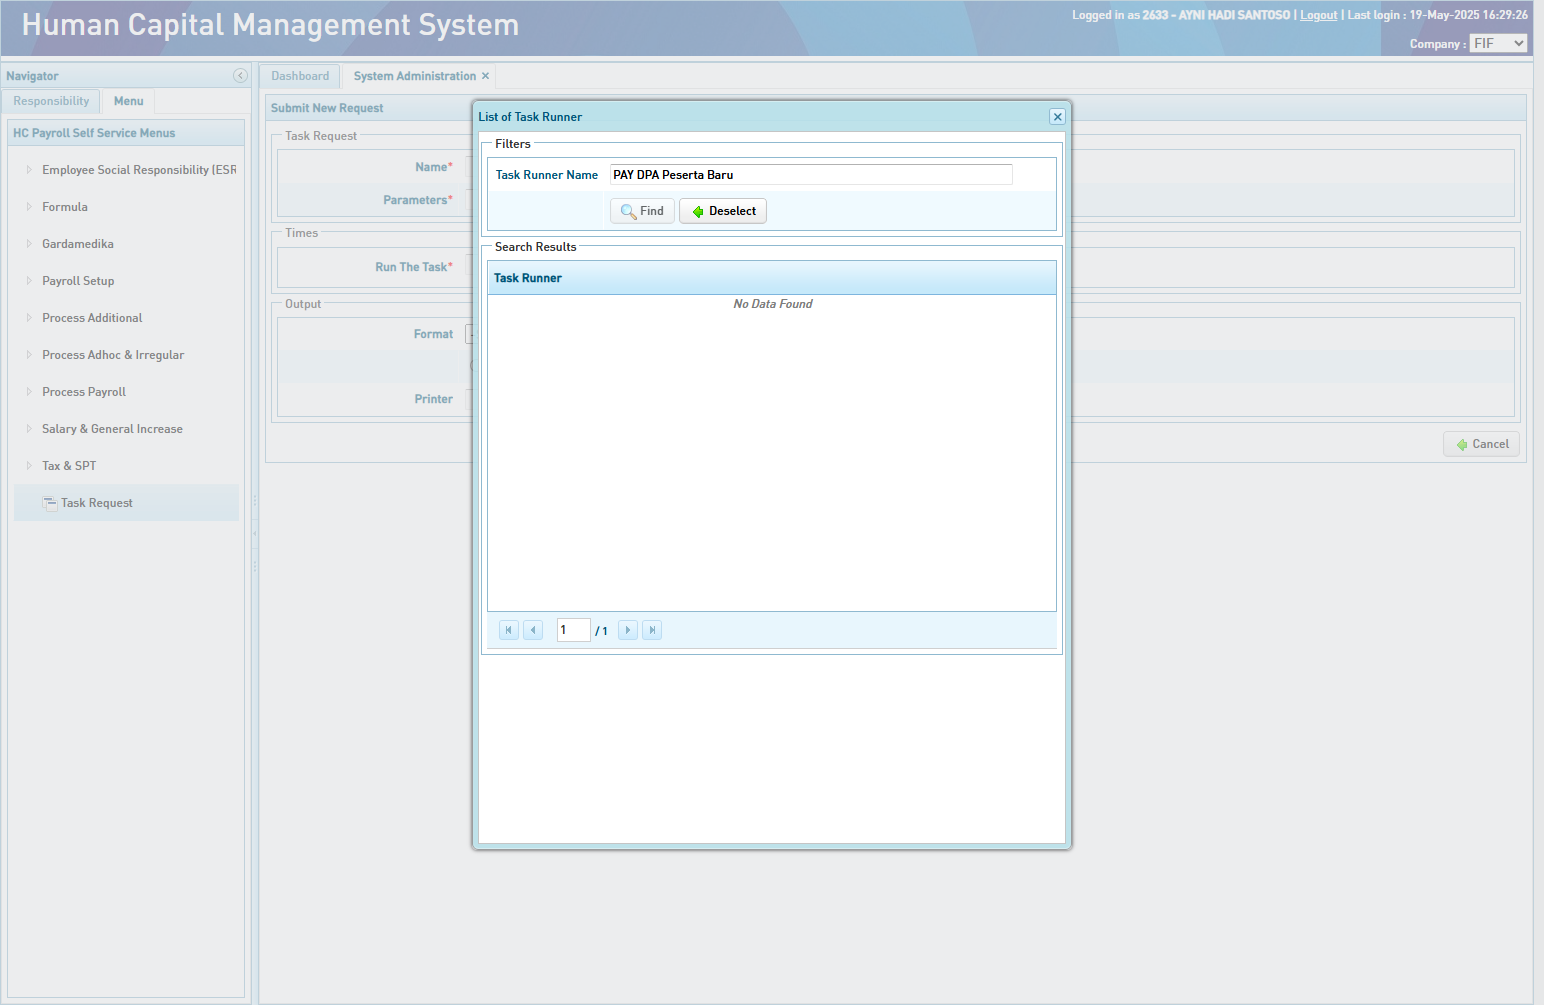 Human Capital Management System
Logged in as 2633 - AYNI HADI SANTOSO | Logout | Last login : 19-May-2025 16:29:26
Company : FIF
Navigator
Dashboard
System Administration
Responsibility
Menu
HC Payroll Self Service Menus
Employee Social Responsibility (ESR
Formula
Gardamedika
Payroll Setup
Process Additional
Process Adhoc & Irregular
Process Payroll
Salary & General Increase
Tax & SPT
Task Request
Submit New Request
Task Request
Name*
Parameters*
Times
Run The Task*
Output
Format
Printer
Cancel
List of Task Runner
Filters
Task Runner Name PAY DPA Peserta Baru
Find Deselect
Search Results
Task Runner
No Data Found
1 / 1